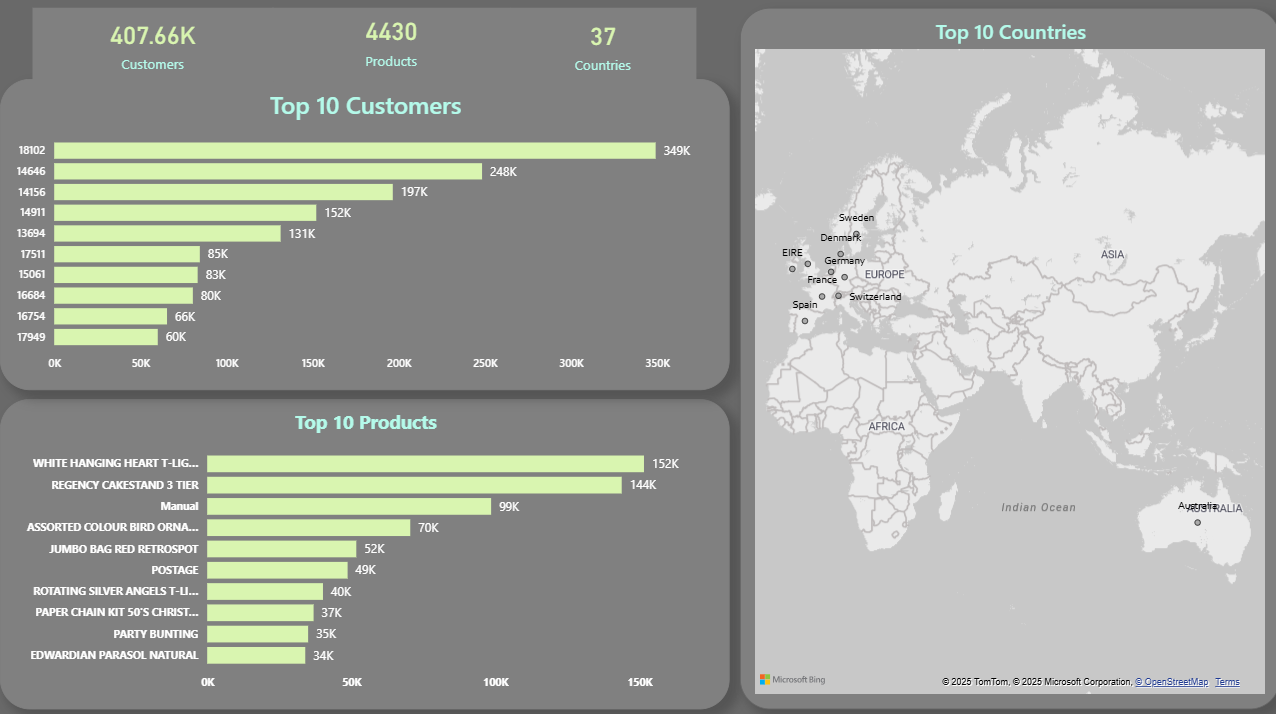 407.66K
Customers
4430
Products
37
Countries
Top 10 Customers
18102 349K
14646 248K
14156 197K
14911 152K
13694 131K
17511 85K
15061 83K
16684 80K
16754 66K
17949 60K
0K 50K 100K 150K 200K 250K 300K 350K
Top 10 Products
WHITE HANGING HEART T-LIG... 152K
REGENCY CAKESTAND 3 TIER 144K
Manual 99K
ASSORTED COLOUR BIRD ORNA... 70K
JUMBO BAG RED RETROSPOT 52K
POSTAGE 49K
ROTATING SILVER ANGELS T-LI... 40K
PAPER CHAIN KIT 50'S CHRIST... 37K
PARTY BUNTING 35K
EDWARDIAN PARASOL NATURAL 34K
0K 50K 100K 150K
Top 10 Countries
Sweden
Denmark
EIRE
Germany
ASIA
EUROPE
France
Switzerland
Spain
AFRICA
Indian Ocean
Australia
AUSTRALIA
Microsoft Bing
© 2025 TomTom, © 2025 Microsoft Corporation, © OpenStreetMap Terms